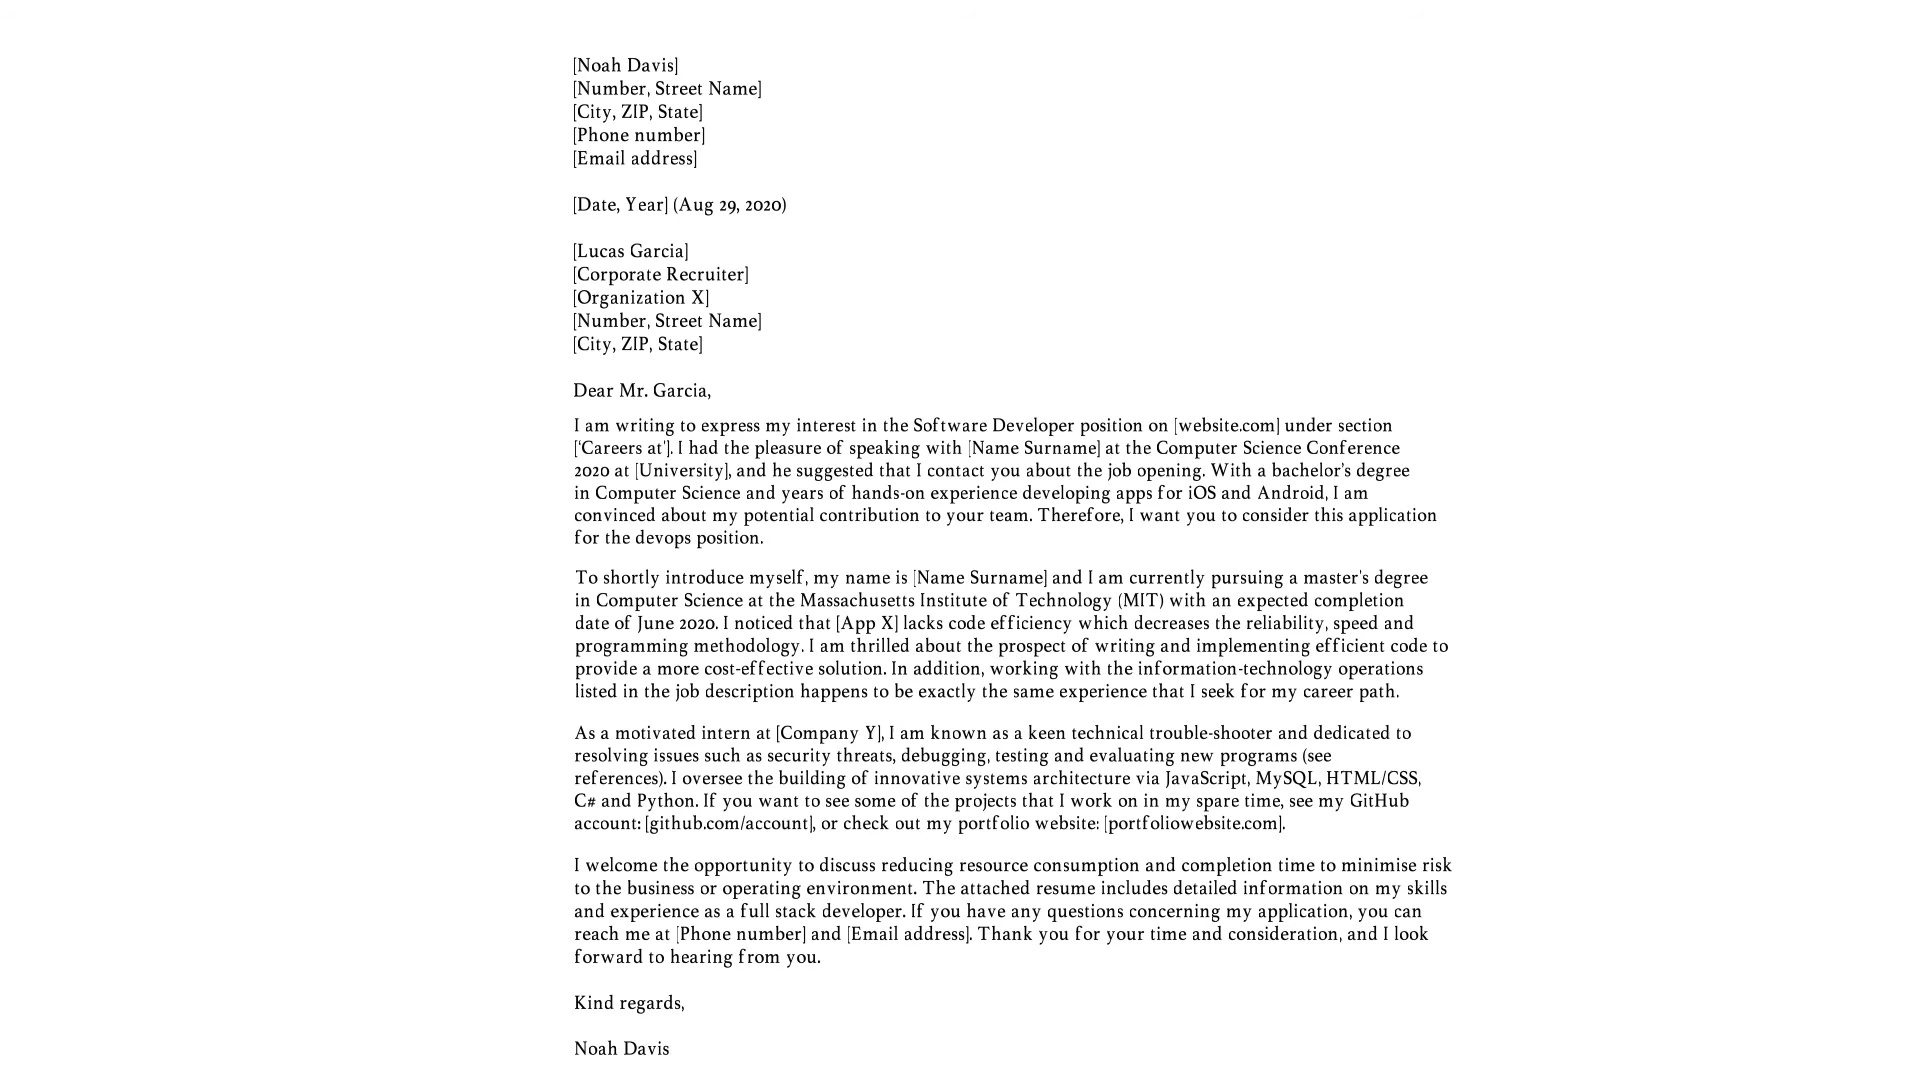 [Noah Davis]
[Number, Street Name]
[City, ZIP, State]
[Phone number]
[Email address]
[Date, Year] (Aug 29, 2020)
[Lucas Garcia]
[Corporate Recruiter]
[Organization X]
[Number, Street Name]
[City, ZIP, State]
Dear Mr. Garcia,
I am writing to express my interest in the Software Developer position on [website.com] under section
['Careers at']. I had the pleasure of speaking with [Name Surname] at the Computer Science Conference
2020 at [University], and he suggested that I contact you about the job opening. With a bachelor's degree
in Computer Science and years of hands-on experience developing apps for iOS and Android, I am
convinced about my potential contribution to your team. Therefore, I want you to consider this application
for the devops position.
To shortly introduce myself, my name is [Name Surname] and I am currently pursuing a master's degree
in Computer Science at the Massachusetts Institute of Technology (MIT) with an expected completion
date of June 2020. I noticed that [App X] lacks code efficiency which decreases the reliability, speed and
programming methodology. I am thrilled about the prospect of writing and implementing efficient code to
provide a more cost-effective solution. In addition, working with the information-technology operations
listed in the job description happens to be exactly the same experience that I seek for my career path.
As a motivated intern at [Company Y], I am known as a keen technical trouble-shooter and dedicated to
resolving issues such as security threats, debugging, testing and evaluating new programs (see
references). I oversee the building of innovative systems architecture via JavaScript, MySQL, HTML/CSS,
C# and Python. If you want to see some of the projects that I work on in my spare time, see my GitHub
account: [github.com/account], or check out my portfolio website: [portfoliowebsite.com].
I welcome the opportunity to discuss reducing resource consumption and completion time to minimise risk
to the business or operating environment. The attached resume includes detailed information on my skills
and experience as a full stack developer. If you have any questions concerning my application, you can
reach me at [Phone number] and [Email address]. Thank you for your time and consideration, and I look
forward to hearing from you.
Kind regards,
Noah Davis